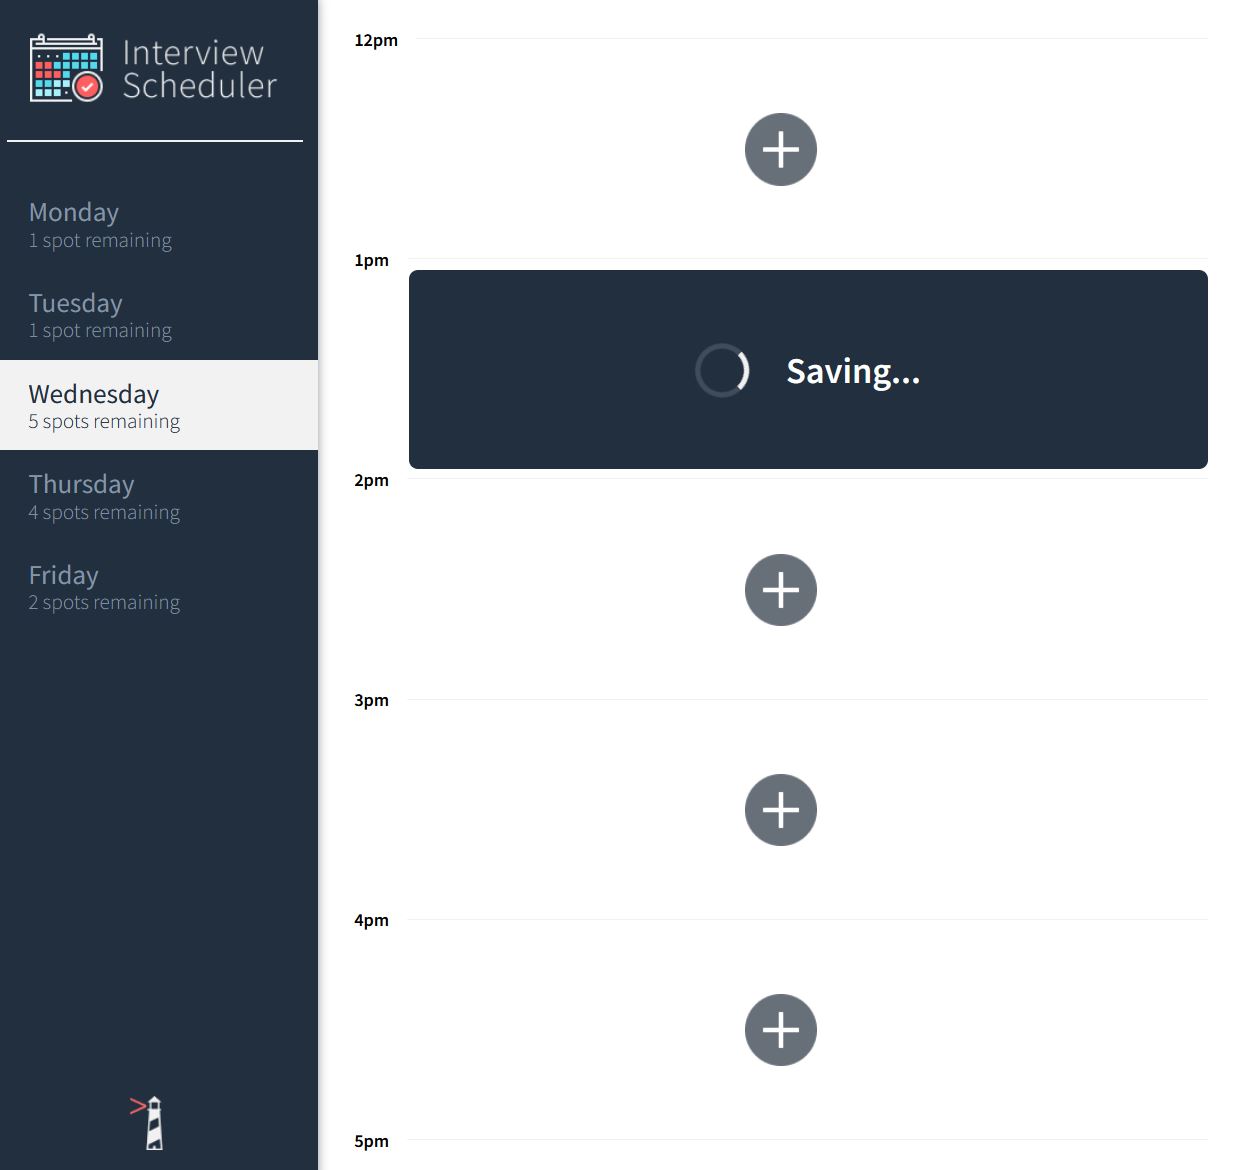 Interview
Scheduler
Monday
1 spot remaining
Tuesday
1 spot remaining
Wednesday
5 spots remaining
Thursday
4 spots remaining
Friday
2 spots remaining
12pm
1pm
Saving...
2pm
3pm
4pm
5pm